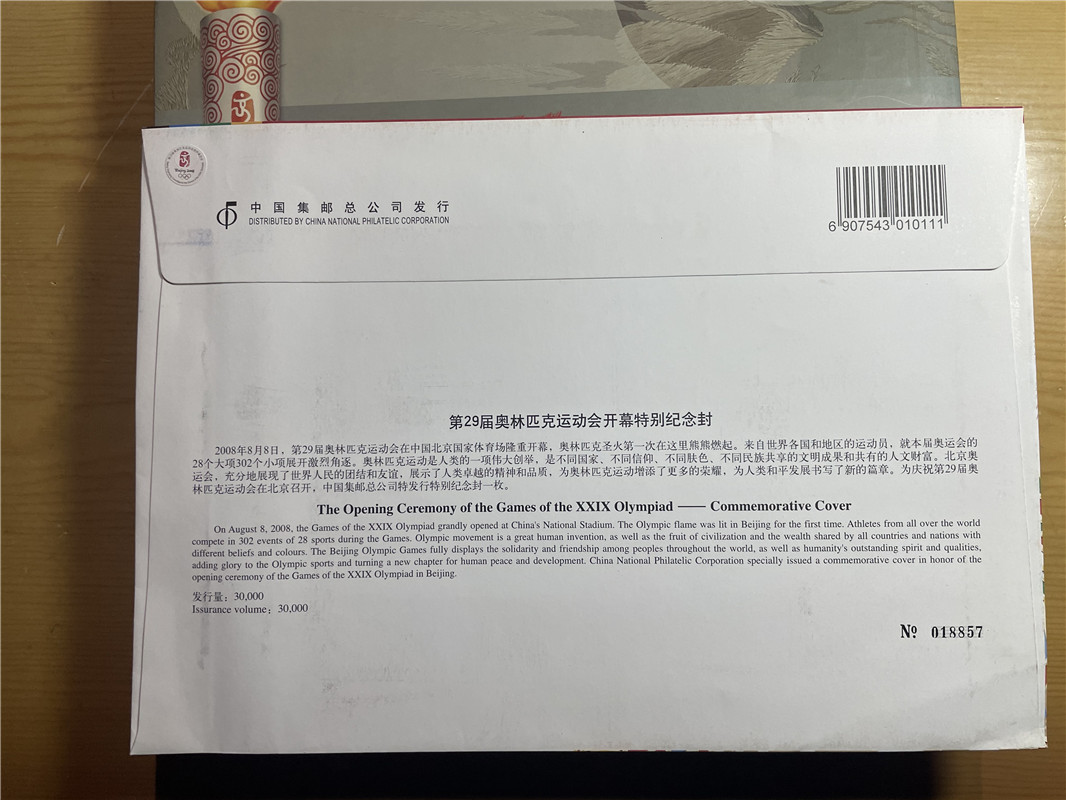 Beijing 2008
中国集邮总公司发行
DISTRIBUTED BY CHINA NATIONAL PHILATELIC CORPORATION
6 907543 010111
第29届奥林匹克运动会开幕特别纪念封
2008年8月8日，第29届奥林匹克运动会在中国北京国家体育场隆重开幕，奥林匹克圣火第一次在这里熊熊燃起。来自世界各国和地区的运动员，就本届奥运会的
28个大项302个小项展开激烈角逐。奥林匹克运动是人类的一项伟大创举，是不同国家、不同信仰、不同肤色、不同民族共享的文明成果和共有的人文财富。北京奥
运会，充分地展现了世界人民的团结和友谊，展示了人类卓越的精神和品质，为奥林匹克运动增添了更多的荣耀，为人类和平发展书写了新的篇章。为庆祝第29届奥
林匹克运动会在北京召开，中国集邮总公司特发行特别纪念封一枚。
The Opening Ceremony of the Games of the XXIX Olympiad —— Commemorative Cover
On August 8, 2008, the Games of the XXIX Olympiad grandly opened at China's National Stadium. The Olympic flame was lit in Beijing for the first time. Athletes from all over the world
compete in 302 events of 28 sports during the Games. Olympic movement is a great human invention, as well as the fruit of civilization and the wealth shared by all countries and nations with
different beliefs and colours. The Beijing Olympic Games fully displays the solidarity and friendship among peoples throughout the world, as well as humanity's outstanding spirit and qualities,
adding glory to the Olympic sports and turning a new chapter for human peace and development. China National Philatelic Corporation specially issued a commemorative cover in honor of the
opening ceremony of the Games of the XXIX Olympiad in Beijing.
发行量：30,000
Issurance volume：30,000
№ 018857